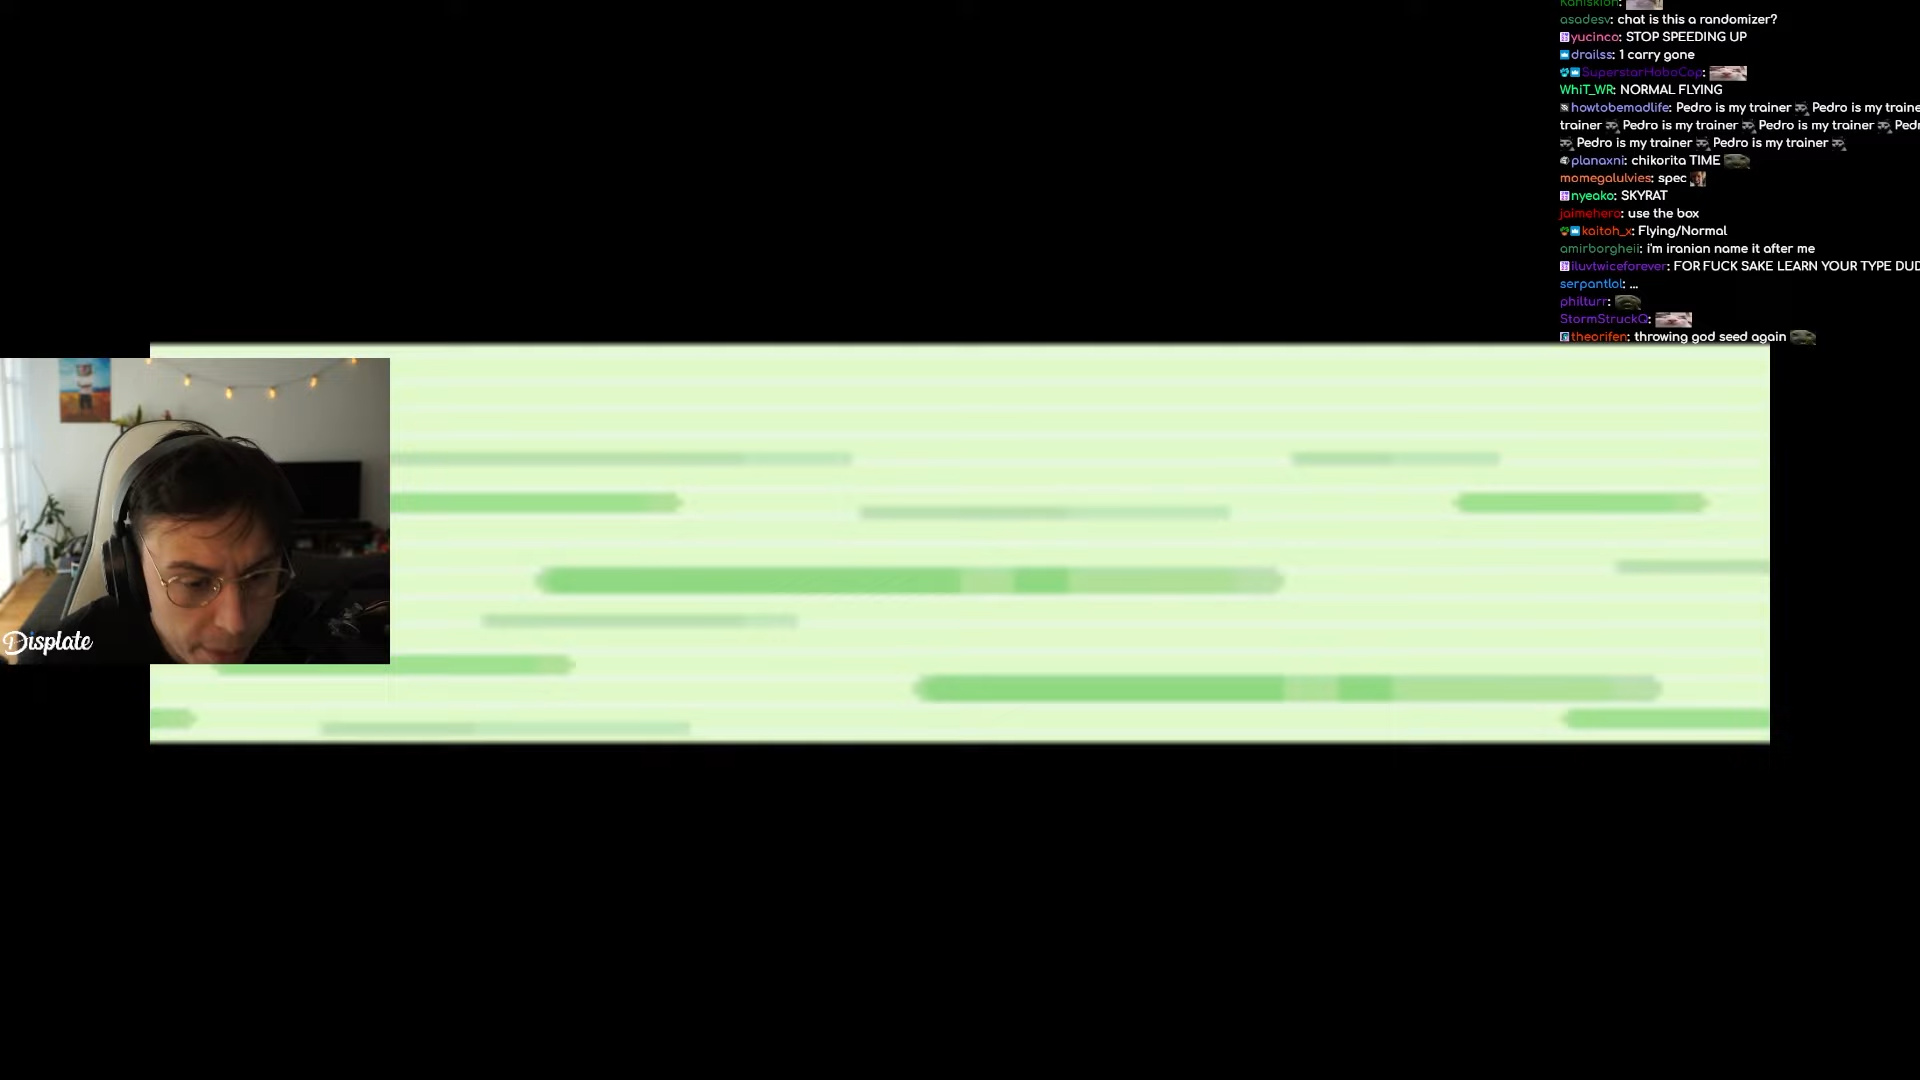 Kaniskion:
asadesv: chat is this a randomizer?
yucinco: STOP SPEEDING UP
drailss: 1 carry gone
SuperstarHoboCop:
WhiT_WR: NORMAL FLYING
howtobemadlife: Pedro is my trainer Pedro is my traine
trainer Pedro is my trainer Pedro is my trainer Ped
Pedro is my trainer Pedro is my trainer
planaxni: chikorita TIME
momegalulvies: spec
nyeako: SKYRAT
jaimehero: use the box
kaitoh_x: Flying/Normal
amirborgheii: i'm iranian name it after me
iluvtwiceforever: FOR FUCK SAKE LEARN YOUR TYPE DUD
serpantlol: ...
philturr:
StormStruckQ:
theorifen: throwing god seed again
Displate